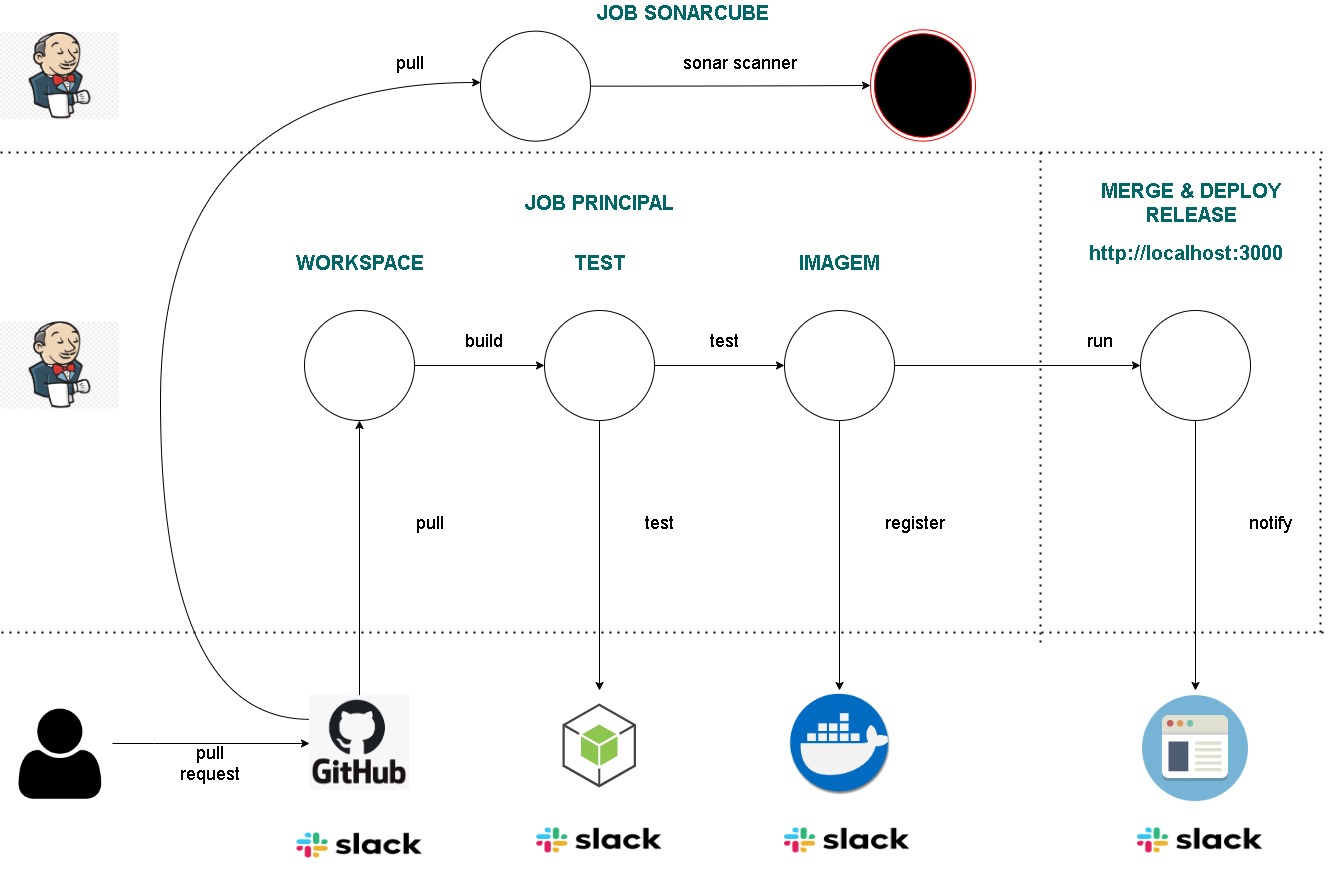 JOB SONARCUBE
pull
sonar scanner
JOB PRINCIPAL
MERGE & DEPLOY
RELEASE
http://localhost:3000
WORKSPACE
TEST
IMAGEM
build
test
run
pull
test
register
notify
pull
request
GitHub
slack
slack
slack
slack